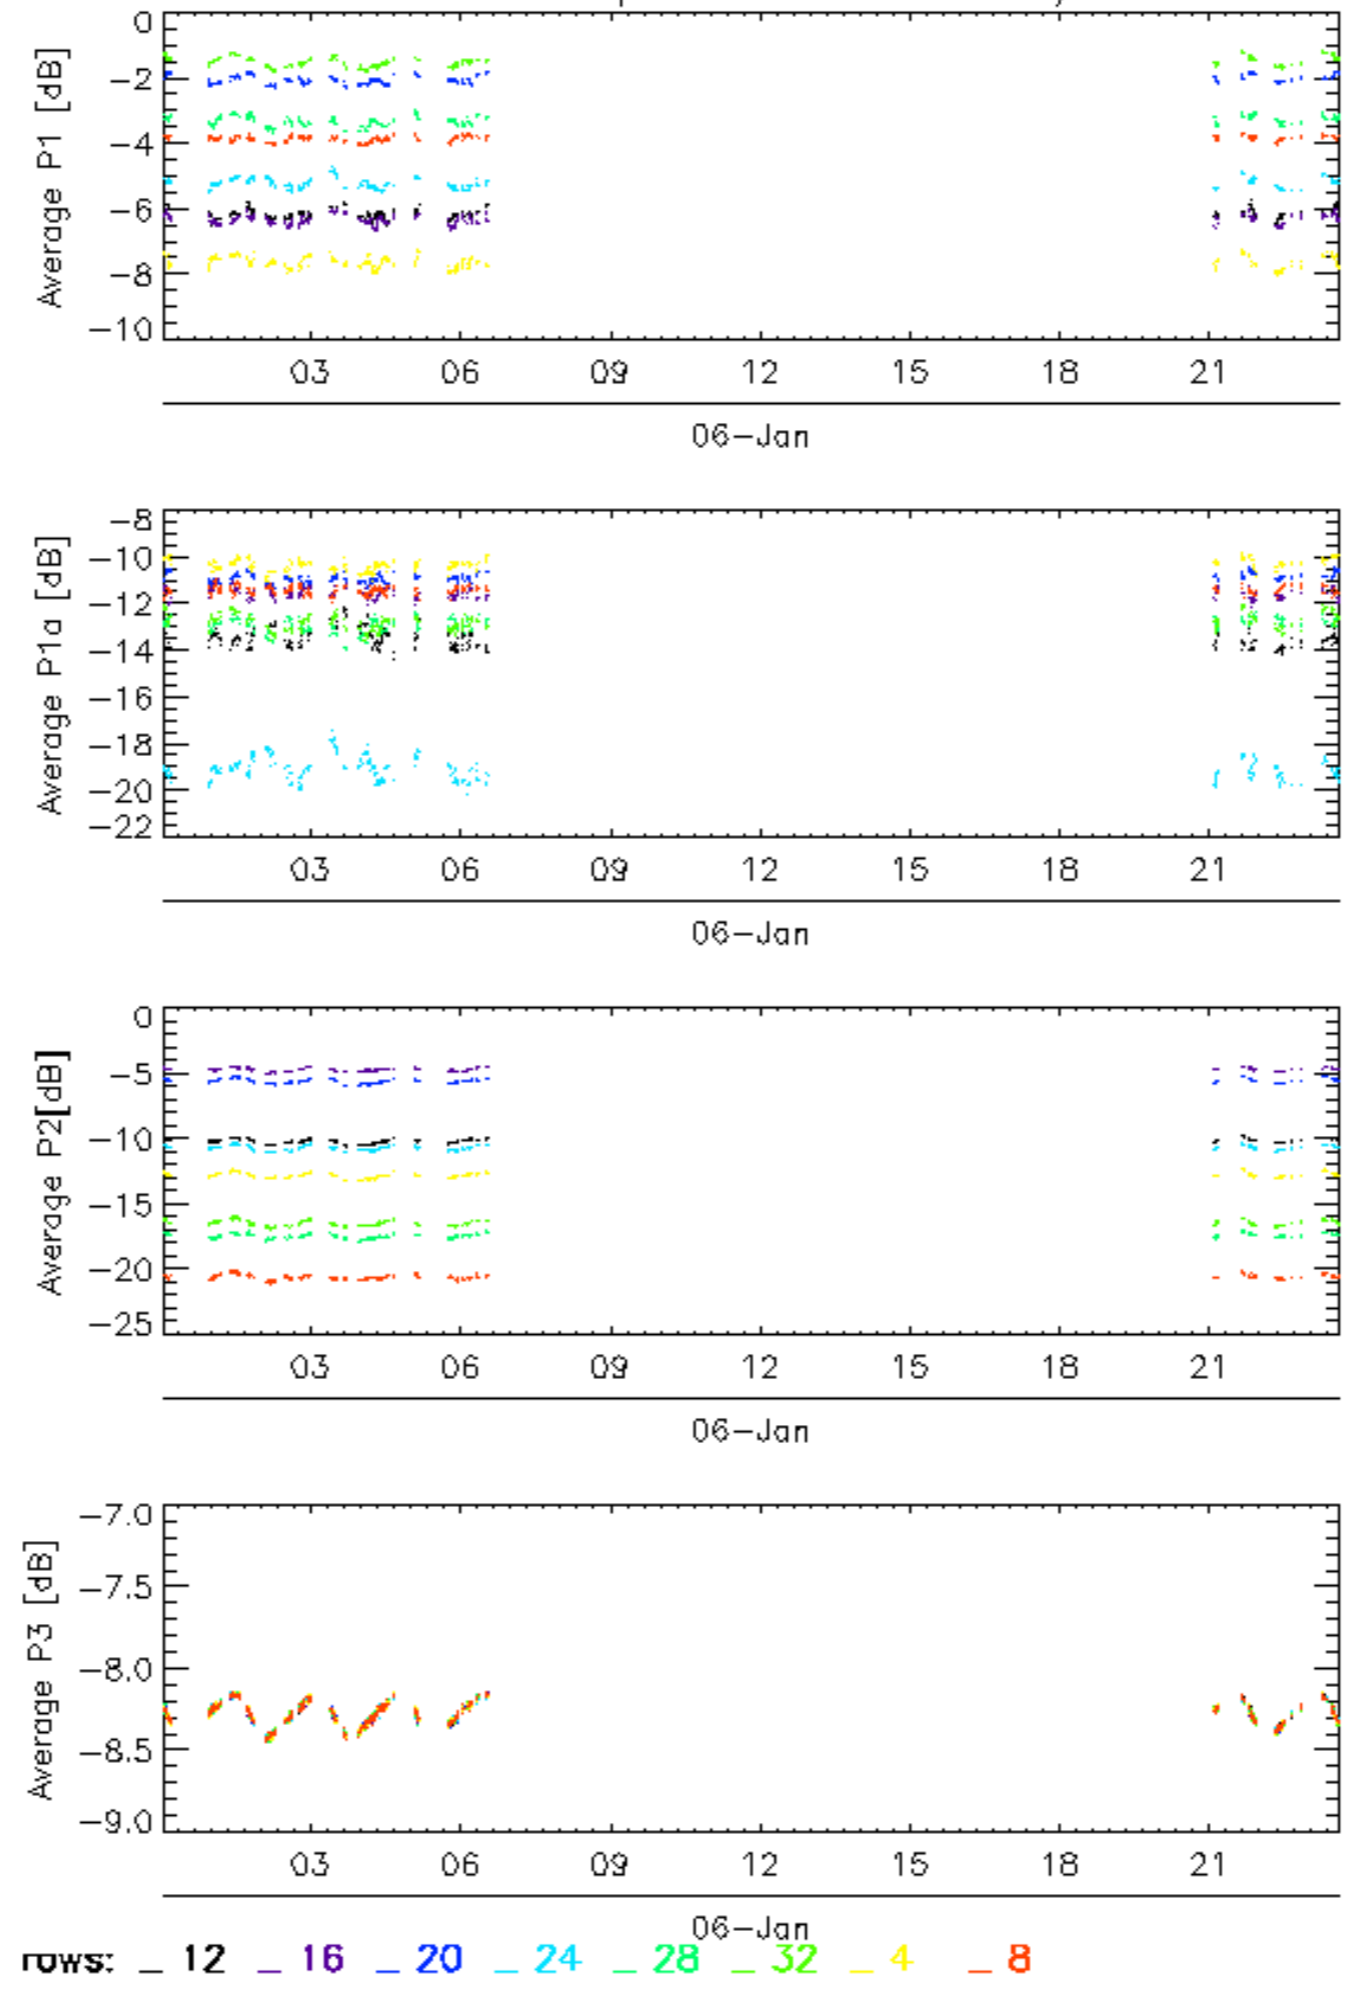 0
Average P1 [dB]
−2
−4
−6
−8
−10
03 06 09 12 15 18 21
06−Jan
−8
Average P1a [dB]
−10
−12
−14
−16
−18
−20
−22
03 06 09 12 15 18 21
06−Jan
0
Average P2[dB]
−5
−10
−15
−20
−25
03 06 09 12 15 18 21
06−Jan
−7.0
Average P3 [dB]
−7.5
−8.0
−8.5
−9.0
03 06 09 12 15 18 21
06−Jan
rows: _ 12 _ 16 _ 20 _ 24 _ 28 _ 32 _ 4 _ 8